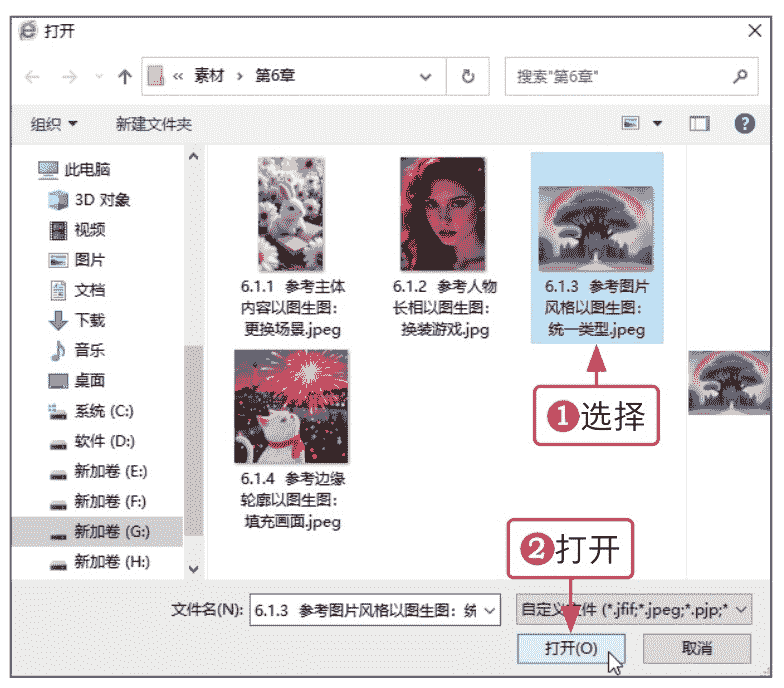 打开
« 素材 › 第6章
搜索"第6章"
组织
新建文件夹
此电脑
3D 对象
视频
图片
文档
下载
音乐
桌面
系统 (C:)
软件 (D:)
新加卷 (E:)
新加卷 (F:)
新加卷 (G:)
新加卷 (H:)
6.1.1 参考主体
内容以图生图:
更换场景.jpeg
6.1.2 参考人物
长相以图生图:
换装游戏.jpg
6.1.3 参考图片
风格以图生图:
统一类型.jpeg
6.1.4 参考边缘
轮廓以图生图:
填充画面.jpeg
❶选择
❷打开
文件名(N):
6.1.3 参考图片风格以图生图: 统
自定义文件 (*.jfif;*.jpeg;*.pjp;*
打开(O)
取消